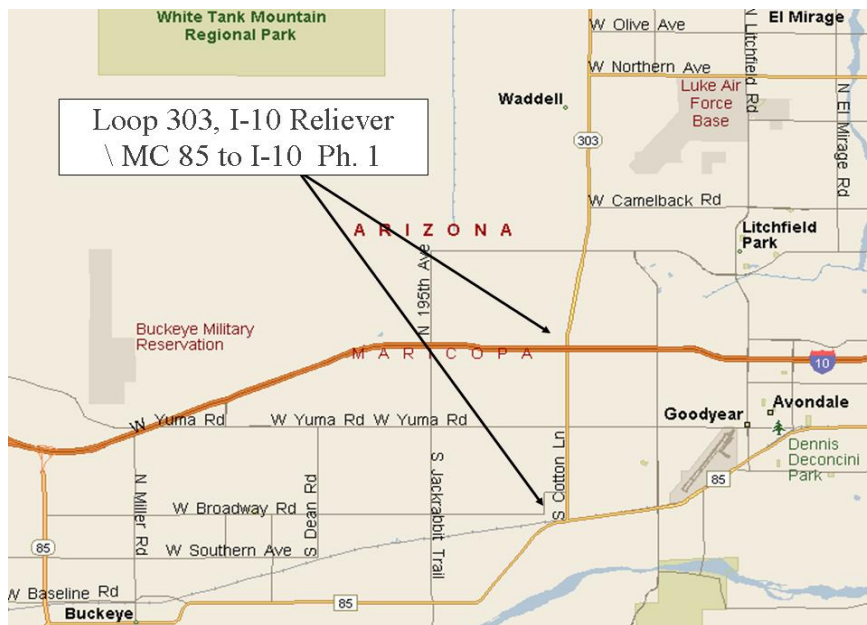 White Tank Mountain
Regional Park
W Olive Ave
El Mirage
N Litchfield Rd
W Northern Ave
Luke Air
Force
Base
N El Mirage Rd
Waddell
303
Loop 303, I-10 Reliever
\ MC 85 to I-10 Ph. 1
W Camelback Rd
ARIZONA
Litchfield
Park
N 195th Ave
Buckeye Military
Reservation
MARICOPA
10
W Yuma Rd
W Yuma Rd
W Yuma Rd
Goodyear
Avondale
Dennis
Deconcini
Park
S Cotton Ln
S Jackrabbit Trail
S Dean Rd
N Miller Rd
85
W Broadway Rd
W Southern Ave
85
W Baseline Rd
85
Buckeye